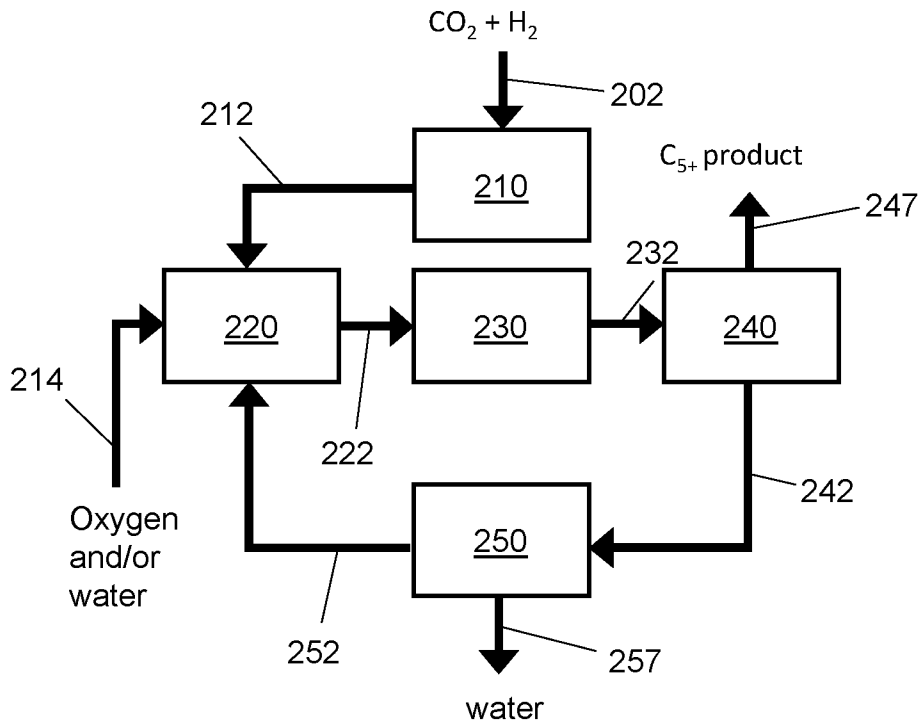 CO₂ + H₂
202
212
C₅₊ product
210
247
232
220
230
240
214
222
242
Oxygen
and/or
water
250
252
257
water